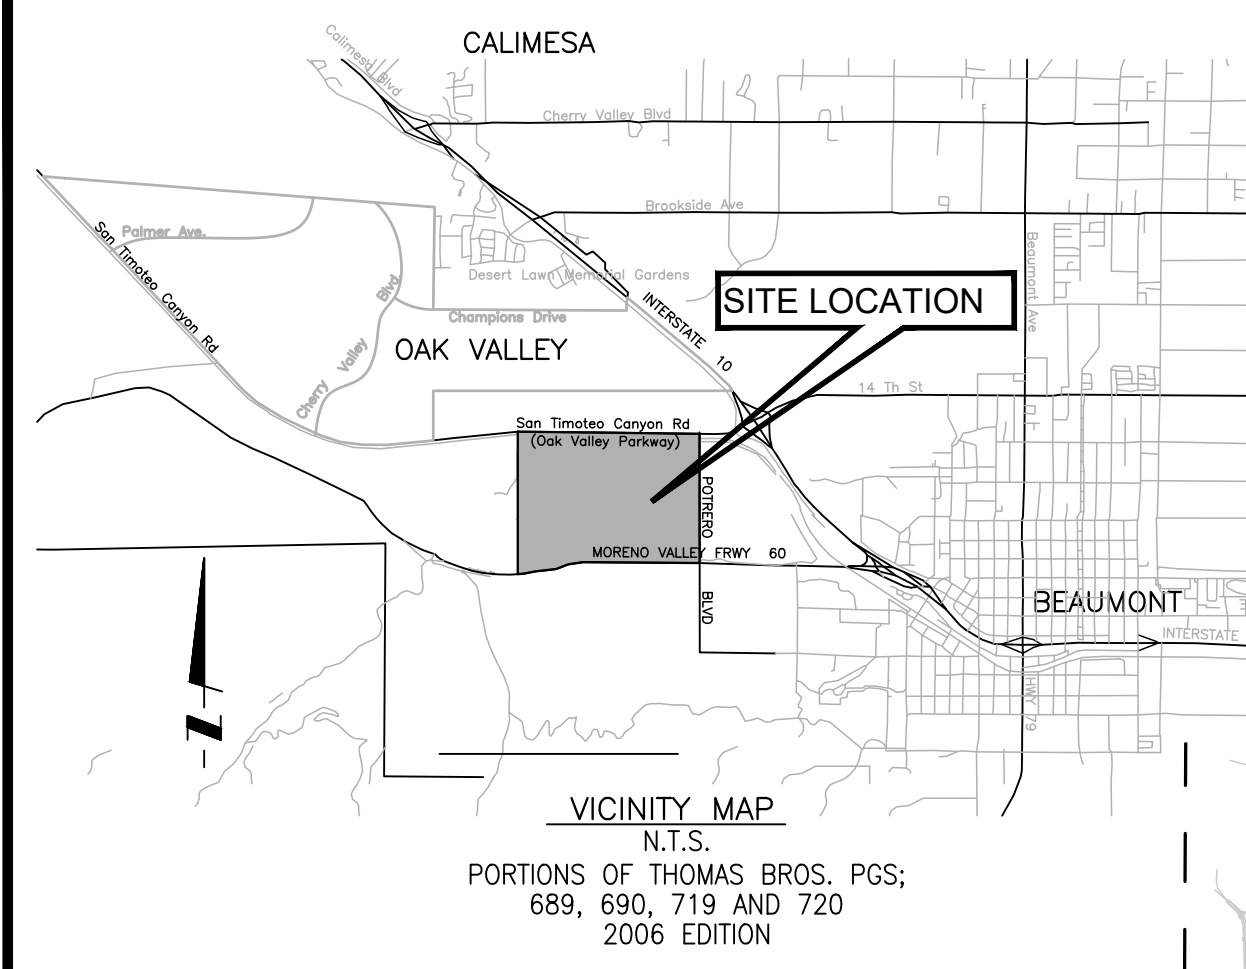 CALIMESA
Calimesa Blvd
Cherry Valley Blvd
Brookside Ave
Palmer Ave.
San Timoteo Canyon Rd
Beaumont Ave
Desert Lawn Memorial Gardens
SITE LOCATION
Blvd
INTERSTATE 10
Champions Drive
OAK VALLEY
Cherry Valley
14 Th St
San Timoteo Canyon Rd
(Oak Valley Parkway)
POTRERO
MORENO VALLEY FRWY 60
BLVD
BEAUMONT
INTERSTATE
HWY 79
N
VICINITY MAP
N.T.S.
PORTIONS OF THOMAS BROS. PGS;
689, 690, 719 AND 720
2006 EDITION